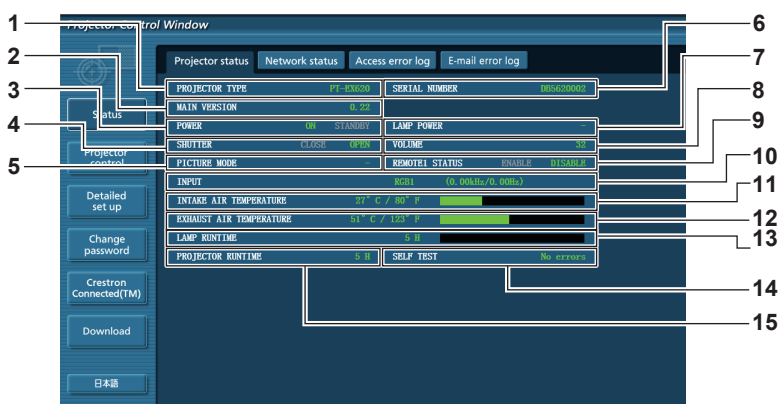 Projector Control Window
Projector status Network status Access error log E-mail error log
PROJECTOR TYPE PT-EX620 SERIAL NUMBER DB5620002
MAIN VERSION 0.22
POWER ON STANDBY LAMP POWER -
SHUTTER CLOSE OPEN VOLUME 32
PICTURE MODE - REMOTE1 STATUS ENABLE DISABLE
INPUT RGB1 (0.00kHz/0.00Hz)
INTAKE AIR TEMPERATURE 27° C / 80° F
EXHAUST AIR TEMPERATURE 51° C / 123° F
LAMP RUNTIME 5 H
PROJECTOR RUNTIME 5 H SELF TEST No errors
Status
Projector
control
Detailed
set up
Change
password
Crestron
Connected(TM)
Download
日本語
1
2
3
4
5
6
7
8
9
10
11
12
13
14
15